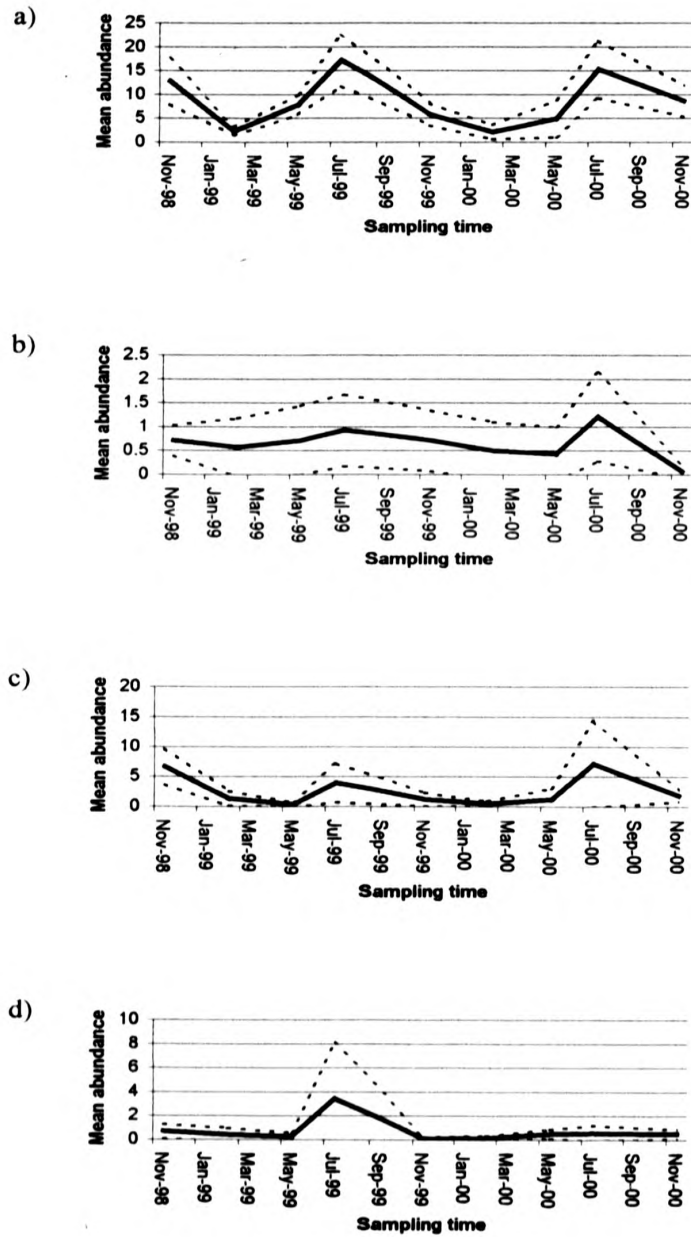 a)
Mean abundance
25
20
15
10
5
0
Nov-98
Jan-99
Mar-99
May-99
Jul-99
Sep-99
Nov-99
Jan-00
Mar-00
May-00
Jul-00
Sep-00
Nov-00
Sampling time
b)
Mean abundance
2.5
2
1.5
1
0.5
0
Nov-98
Jan-99
Mar-99
May-99
Jul-99
Sep-99
Nov-99
Jan-00
Mar-00
May-00
Jul-00
Sep-00
Nov-00
Sampling time
c)
Mean abundance
20
15
10
5
0
Nov-98
Jan-99
Mar-99
May-99
Jul-99
Sep-99
Nov-99
Jan-00
Mar-00
May-00
Jul-00
Sep-00
Nov-00
Sampling time
d)
Mean abundance
10
8
6
4
2
0
Nov-98
Jan-99
Mar-99
May-99
Jul-99
Sep-99
Nov-99
Jan-00
Mar-00
May-00
Jul-00
Sep-00
Nov-00
Sampling time